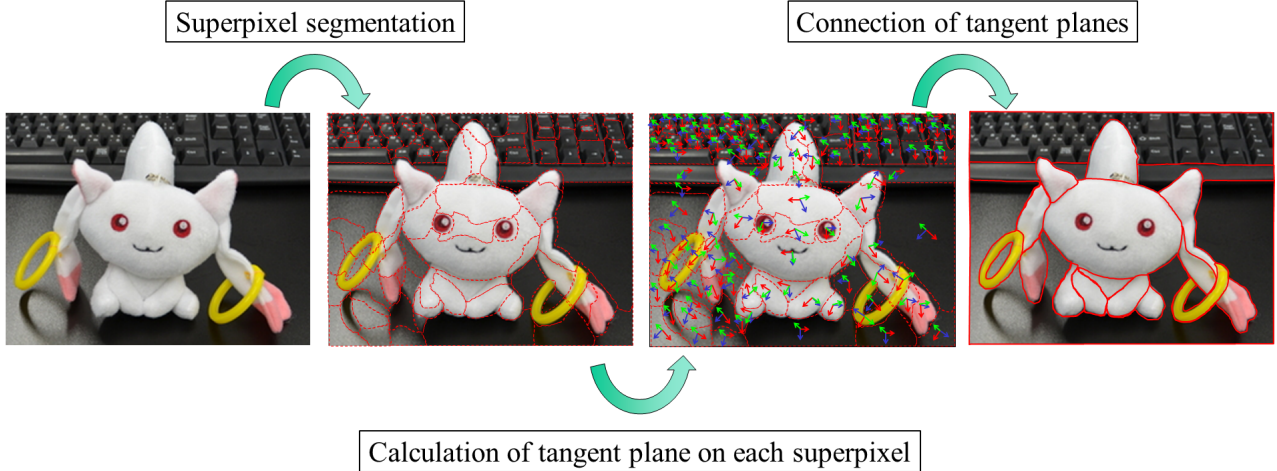 Superpixel segmentation
Connection of tangent planes
Calculation of tangent plane on each superpixel